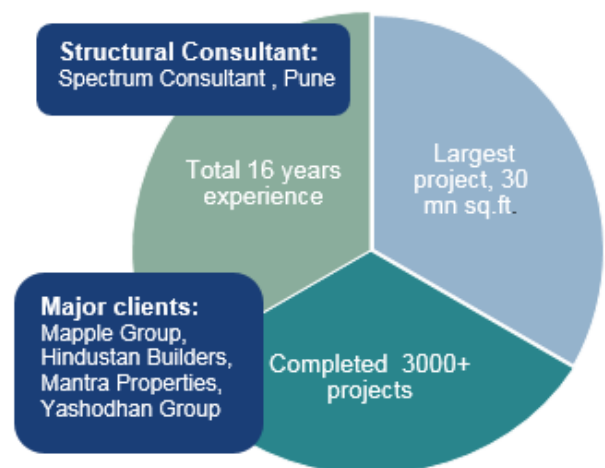 Structural Consultant:
Spectrum Consultant , Pune
Total 16 years
experience
Largest
project, 30
mn sq.ft.
Major clients:
Mapple Group,
Hindustan Builders,
Mantra Properties,
Yashodhan Group
Completed 3000+
projects